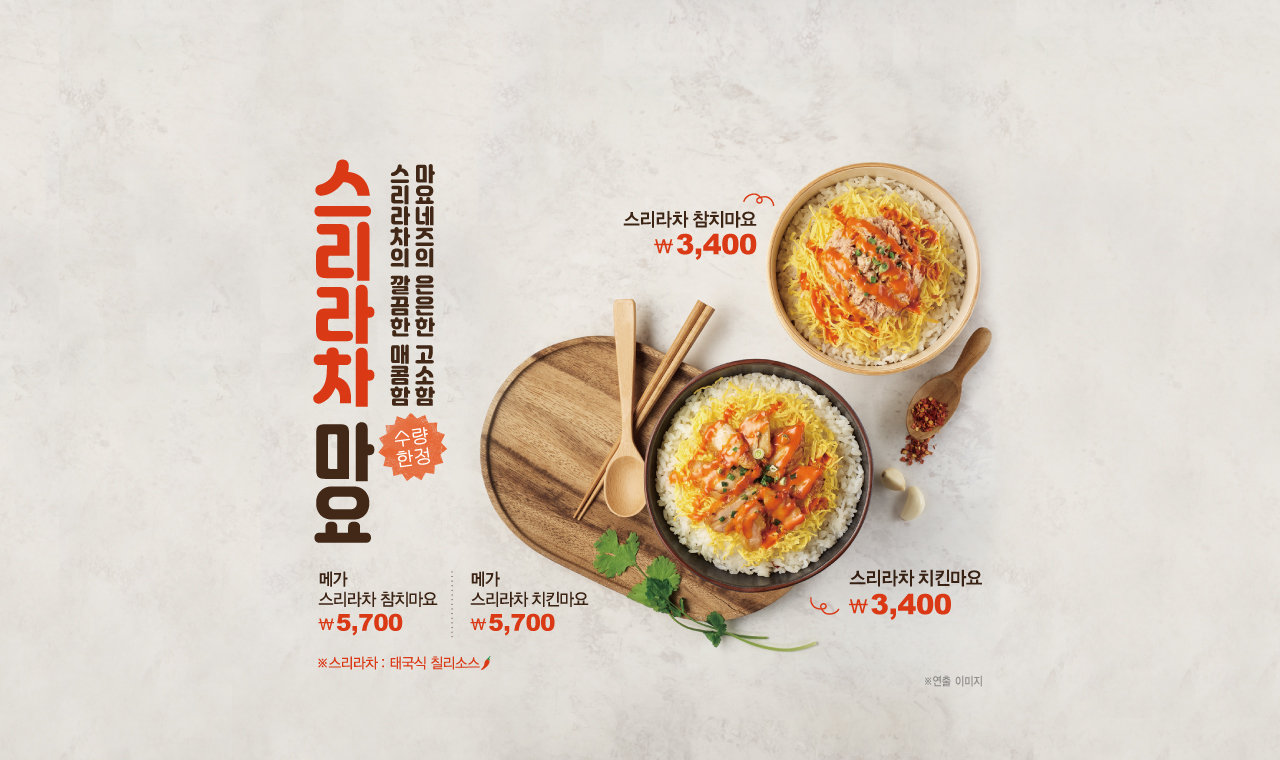 스리라차 마요
마요네즈의 은은한 고소함
스리라차의 깔끔한 매콤함
수량
한정
스리라차 참치마요
₩3,400
스리라차 치킨마요
₩3,400
메가
스리라차 참치마요
₩5,700
메가
스리라차 치킨마요
₩5,700
※스리라차 : 태국식 칠리소스
※연출 이미지